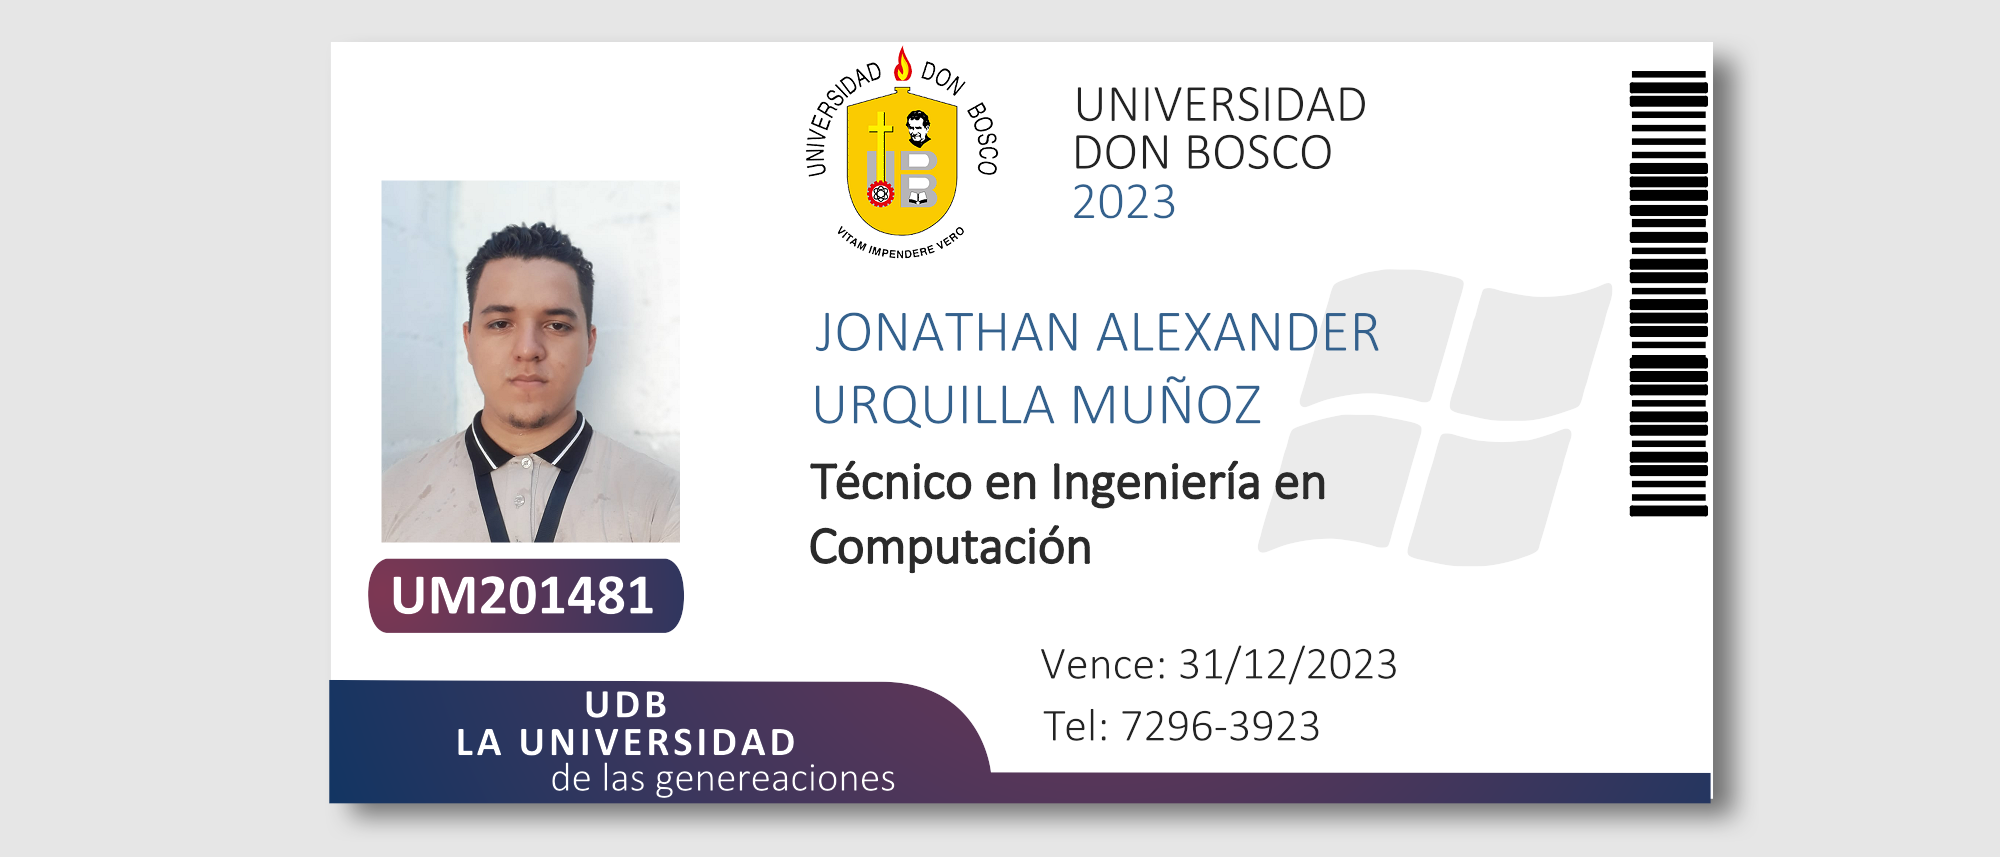 UNIVERSIDAD DON BOSCO
VITAM IMPENDERE VERO
UB
B
UNIVERSIDAD
DON BOSCO
2023
JONATHAN ALEXANDER
URQUILLA MUÑOZ
Técnico en Ingeniería en
Computación
UM201481
Vence: 31/12/2023
Tel: 7296-3923
UDB
LA UNIVERSIDAD
de las genereaciones